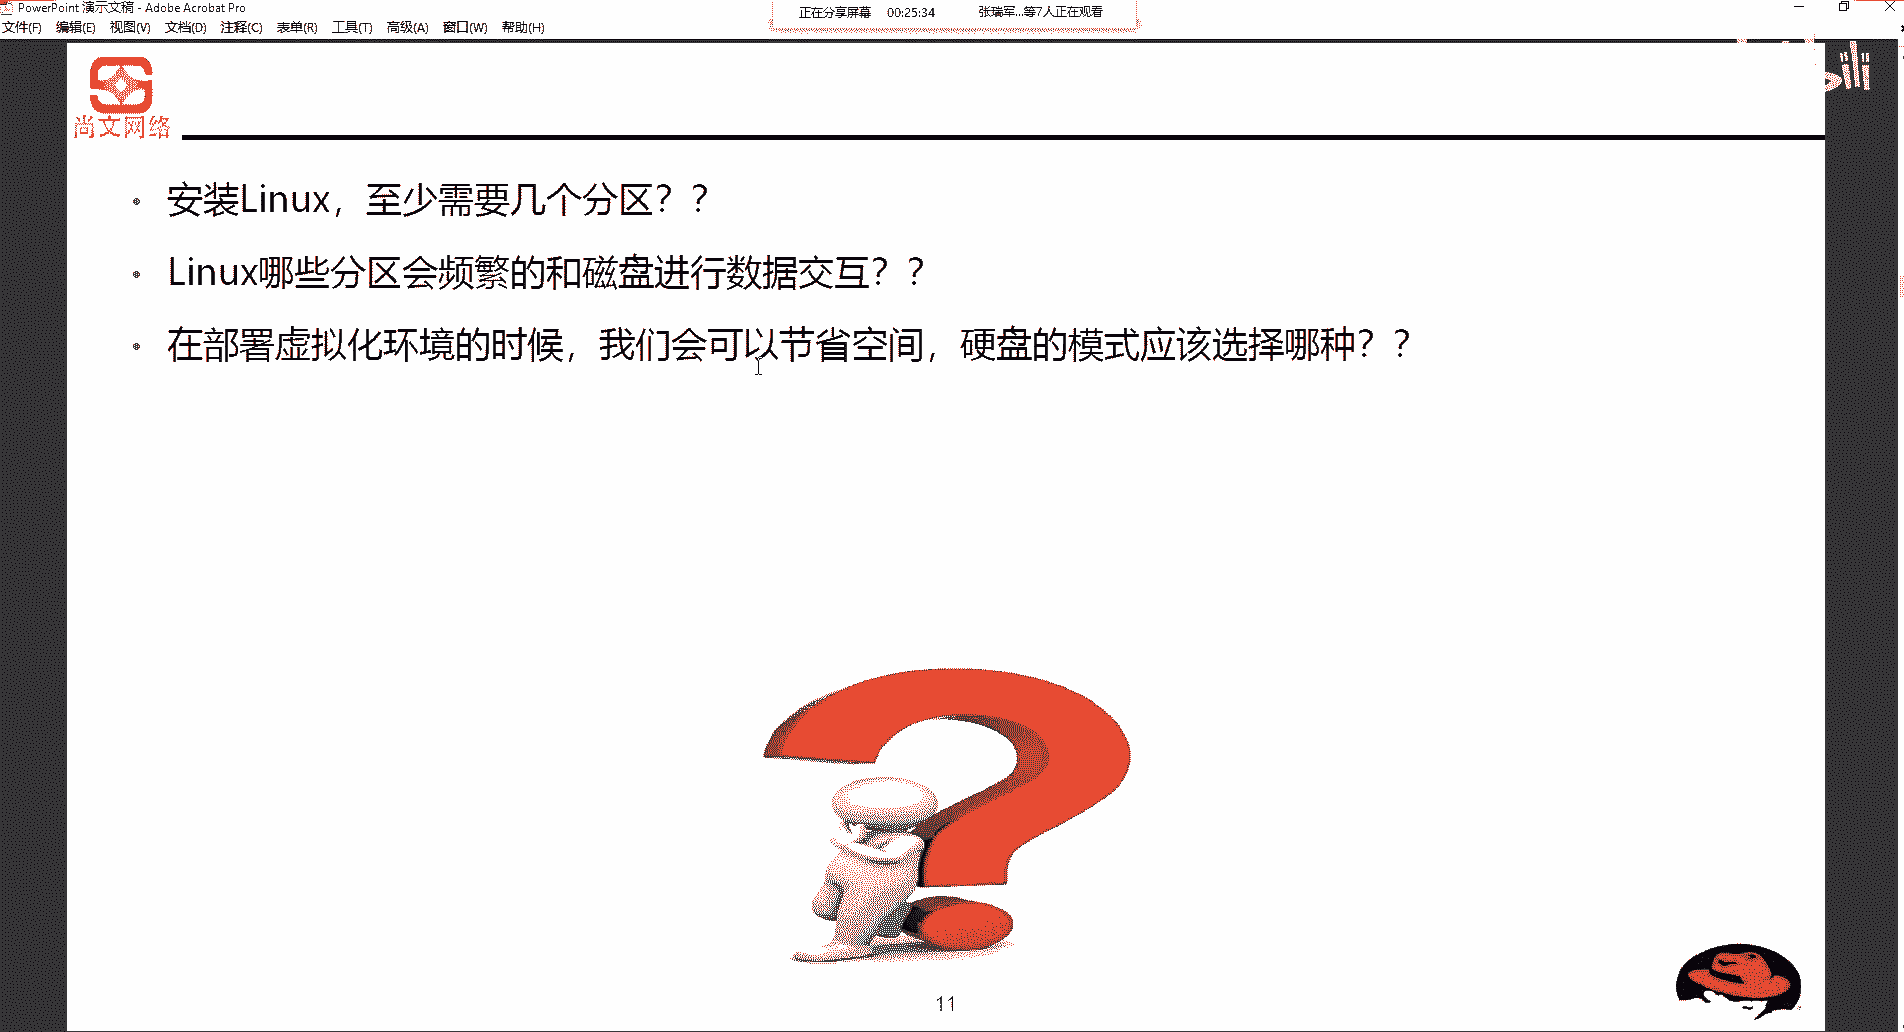 PowerPoint 演示文稿 - Adobe Acrobat Pro
正在分享屏幕 00:25:34 张瑞军...等7人正在观看
文件(F) 编辑(E) 视图(V) 文档(D) 注释(C) 表单(R) 工具(T) 高级(A) 窗口(W) 帮助(H)
尚文网络
安装Linux，至少需要几个分区？？
Linux哪些分区会频繁的和磁盘进行数据交互？？
在部署虚拟化环境的时候，我们会可以节省空间，硬盘的模式应该选择哪种？？
11